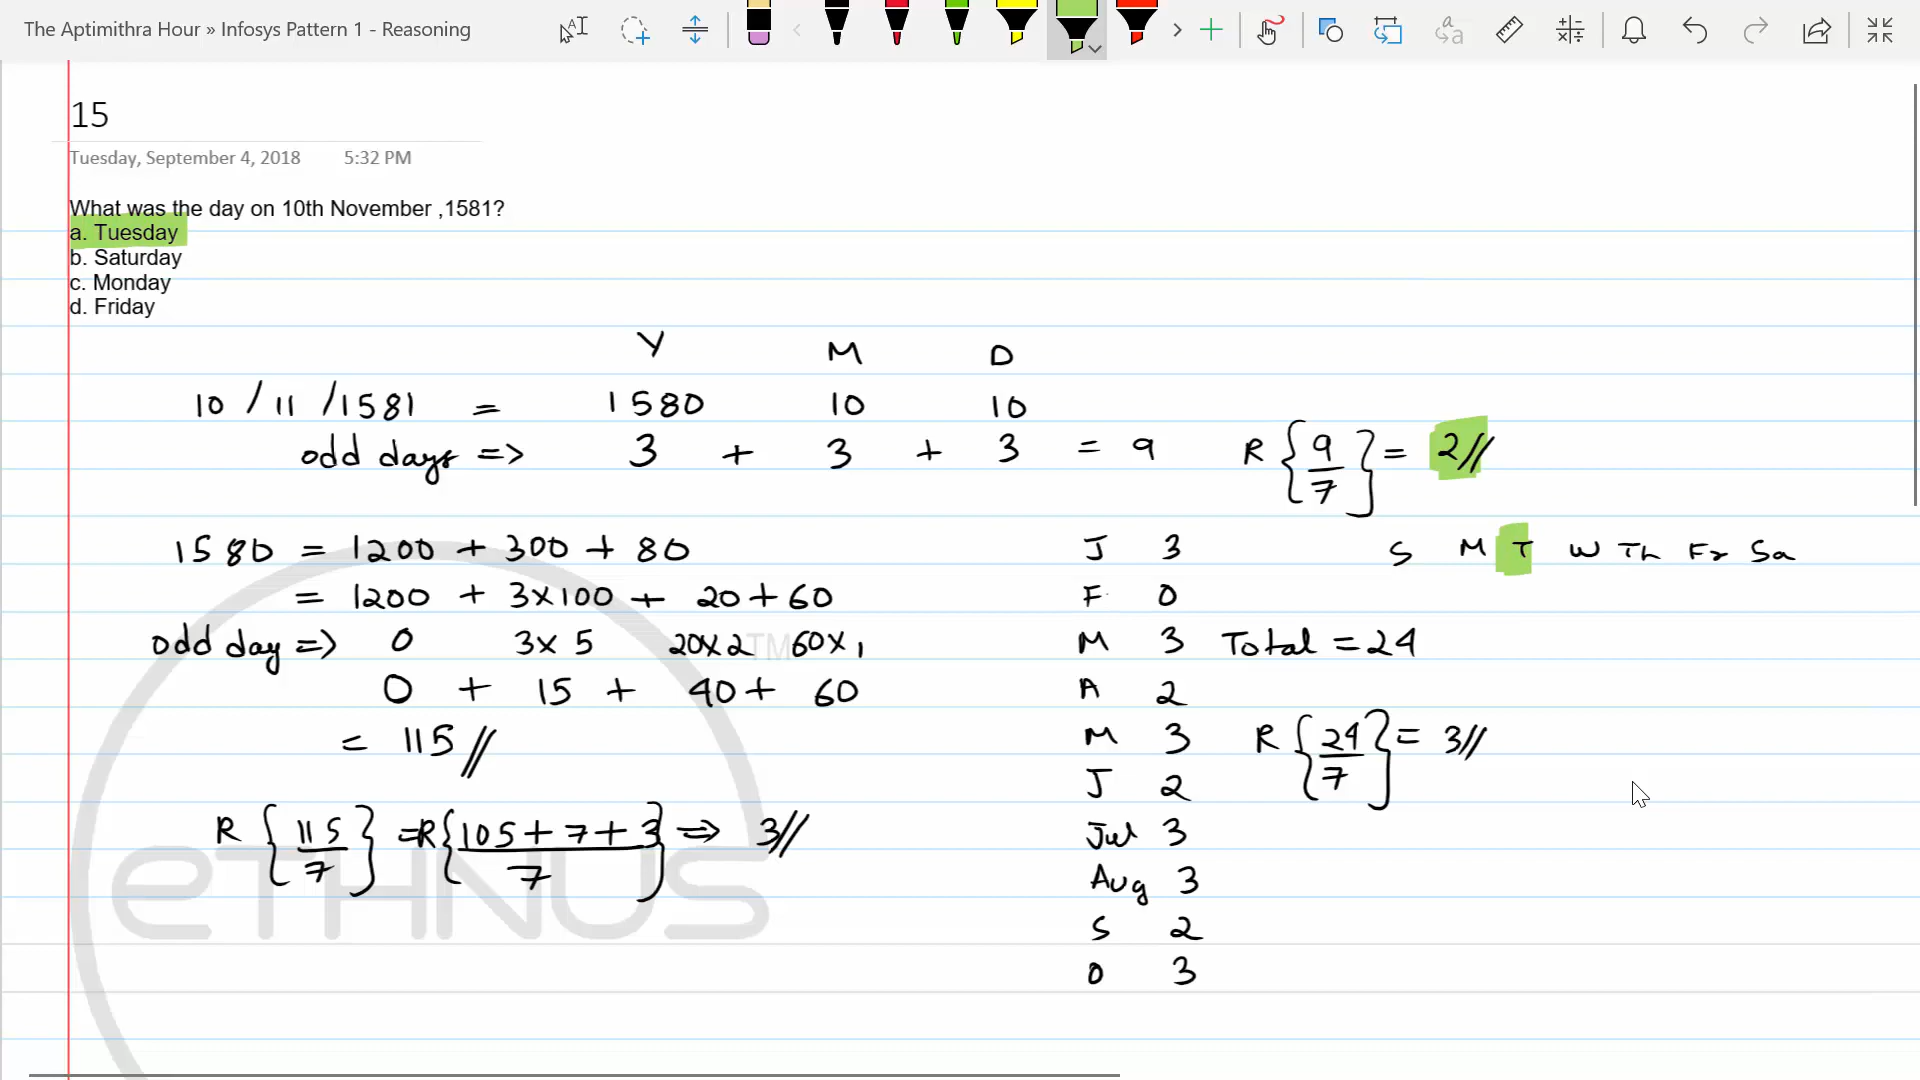 The Aptimithra Hour » Infosys Pattern 1 - Reasoning
15
Tuesday, September 4, 2018 5:32 PM
What was the day on 10th November ,1581?
a. Tuesday
b. Saturday
c. Monday
d. Friday
Y M D
10 / 11 / 1581 = 1580 10 10
odd days => 3 + 3 + 3 = 9 R { 9/7 } = 2//
1580 = 1200 + 300 + 80
= 1200 + 3x100 + 20+60
odd day => 0 3x5 20x2 60x1
0 + 15 + 40 + 60
= 115//
R { 115/7 } = R { 105+7+3/7 } => 3//
J 3
F 0
M 3
A 2
M 3
J 2
Jul 3
Aug 3
S 2
O 3
S M T W Th Fr Sa
Total = 24
R { 24/7 } = 3//
eTHNUS
TM